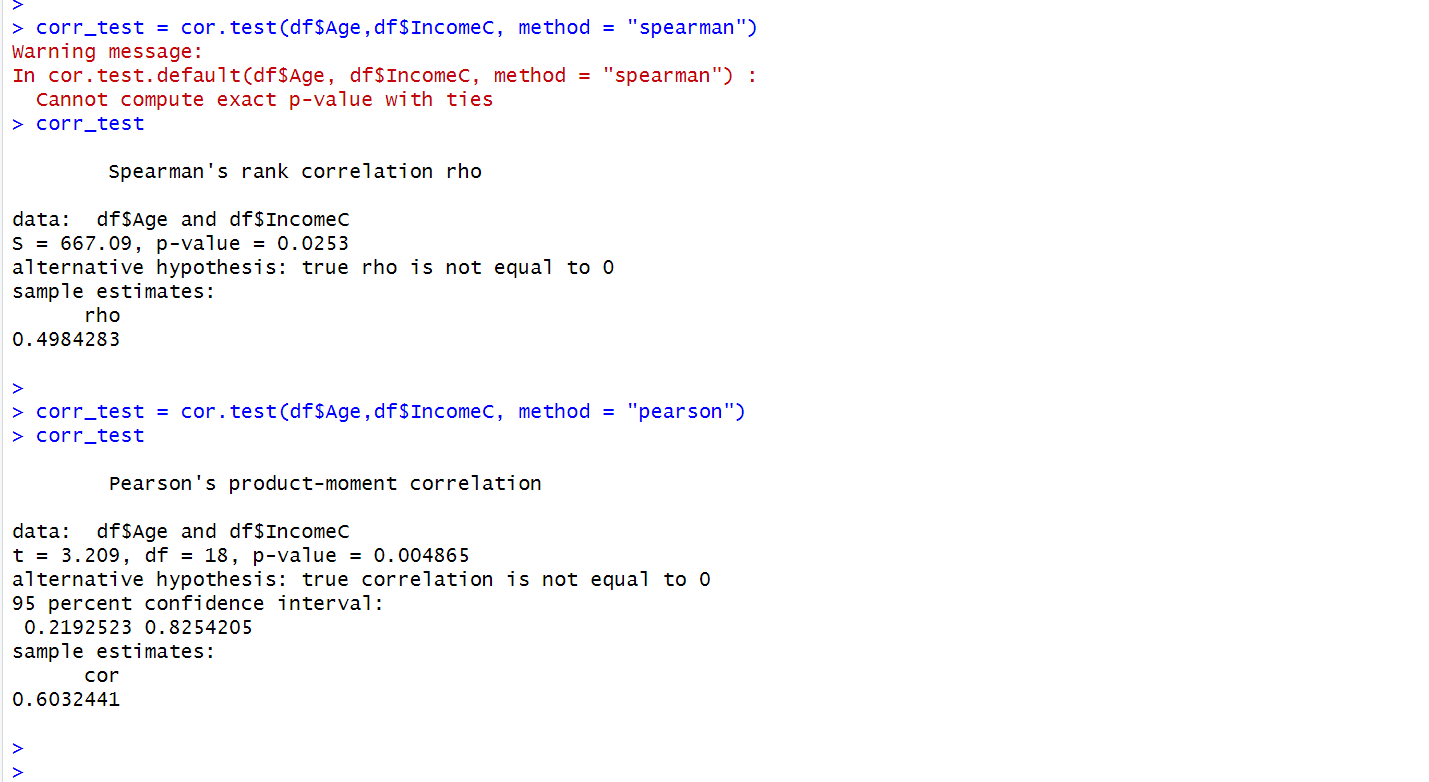 >
> corr_test = cor.test(df$Age,df$IncomeC, method = "spearman")
Warning message:
In cor.test.default(df$Age, df$IncomeC, method = "spearman") :
  Cannot compute exact p-value with ties
> corr_test

        Spearman's rank correlation rho

data:  df$Age and df$IncomeC
S = 667.09, p-value = 0.0253
alternative hypothesis: true rho is not equal to 0
sample estimates:
      rho
0.4984283

>
> corr_test = cor.test(df$Age,df$IncomeC, method = "pearson")
> corr_test

        Pearson's product-moment correlation

data:  df$Age and df$IncomeC
t = 3.209, df = 18, p-value = 0.004865
alternative hypothesis: true correlation is not equal to 0
95 percent confidence interval:
 0.2192523 0.8254205
sample estimates:
      cor
0.6032441

>
>